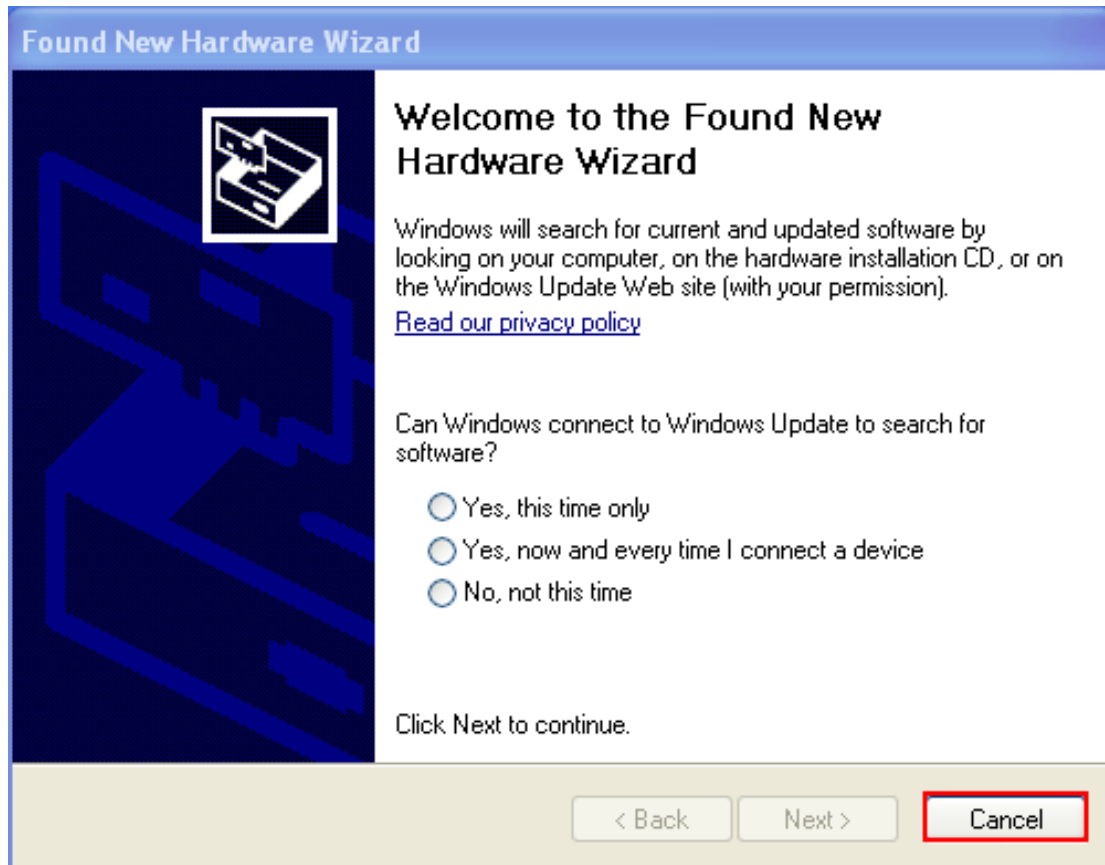 Found New Hardware Wizard
Welcome to the Found New
Hardware Wizard
Windows will search for current and updated software by
looking on your computer, on the hardware installation CD, or on
the Windows Update Web site (with your permission).
Read our privacy policy
Can Windows connect to Windows Update to search for
software?
Yes, this time only
Yes, now and every time I connect a device
No, not this time
Click Next to continue.
< Back Next > Cancel